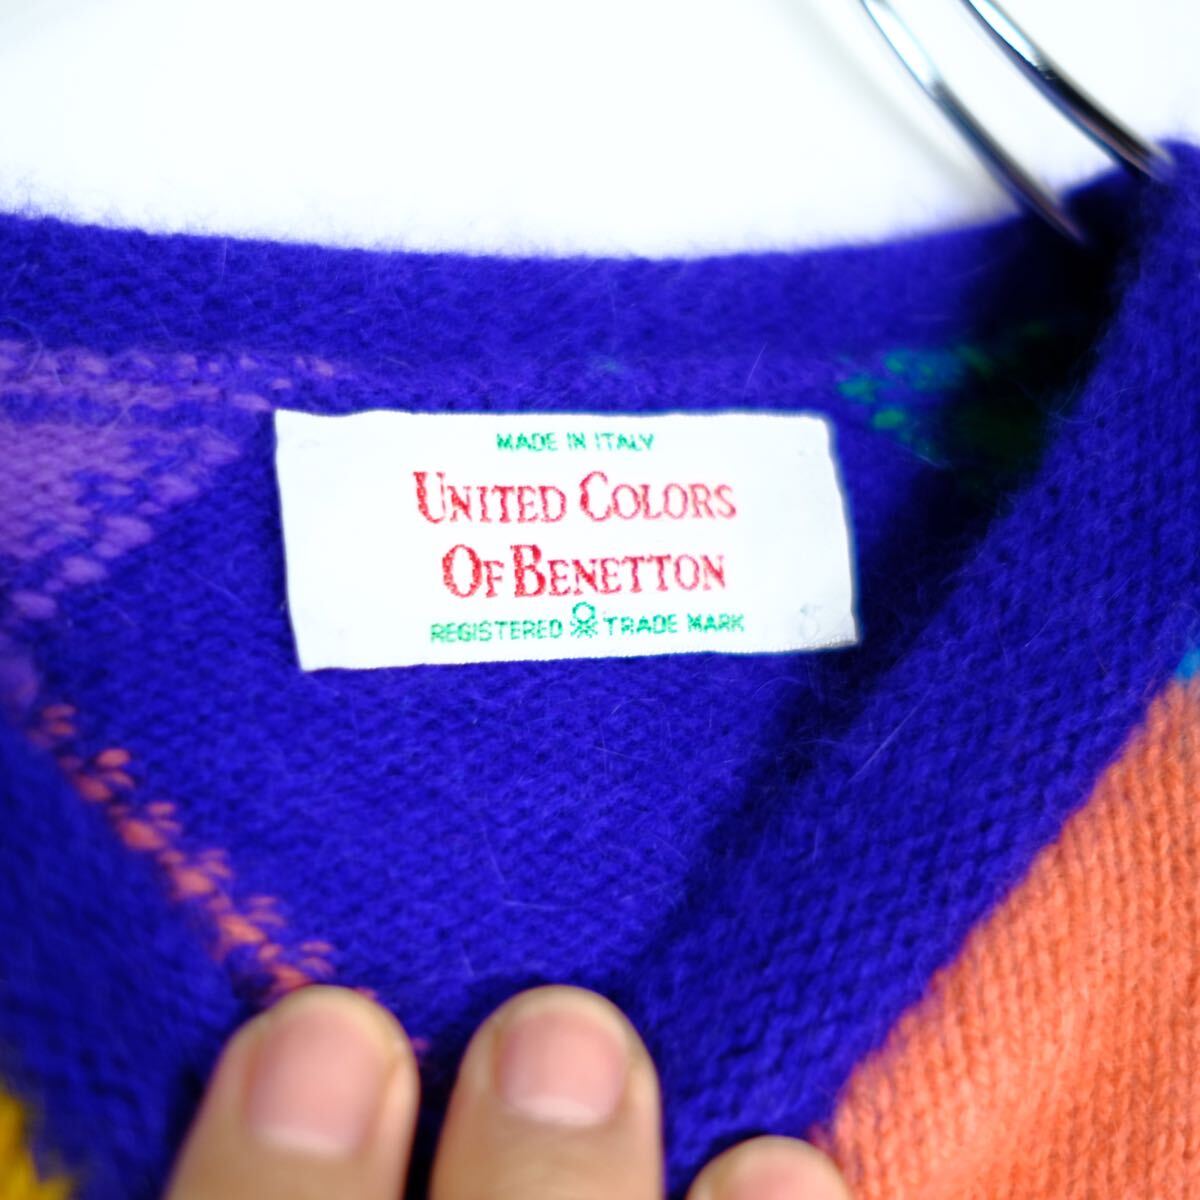 MADE IN ITALY
UNITED COLORS
OF BENETTON
REGISTERED TRADE MARK